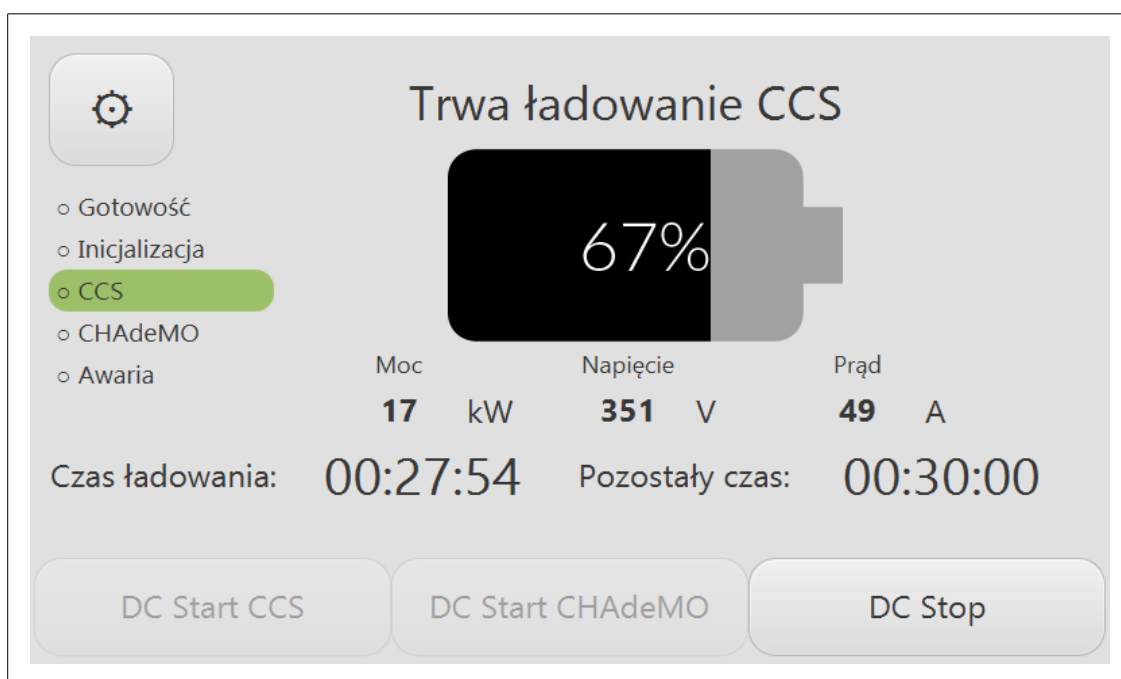 Trwa ładowanie CCS
67%
○ Gotowość
○ Inicjalizacja
○ CCS
○ CHAdeMO
○ Awaria
Moc Napięcie Prąd
17 kW 351 V 49 A
Czas ładowania: 00:27:54 Pozostały czas: 00:30:00
DC Start CCS DC Start CHAdeMO DC Stop